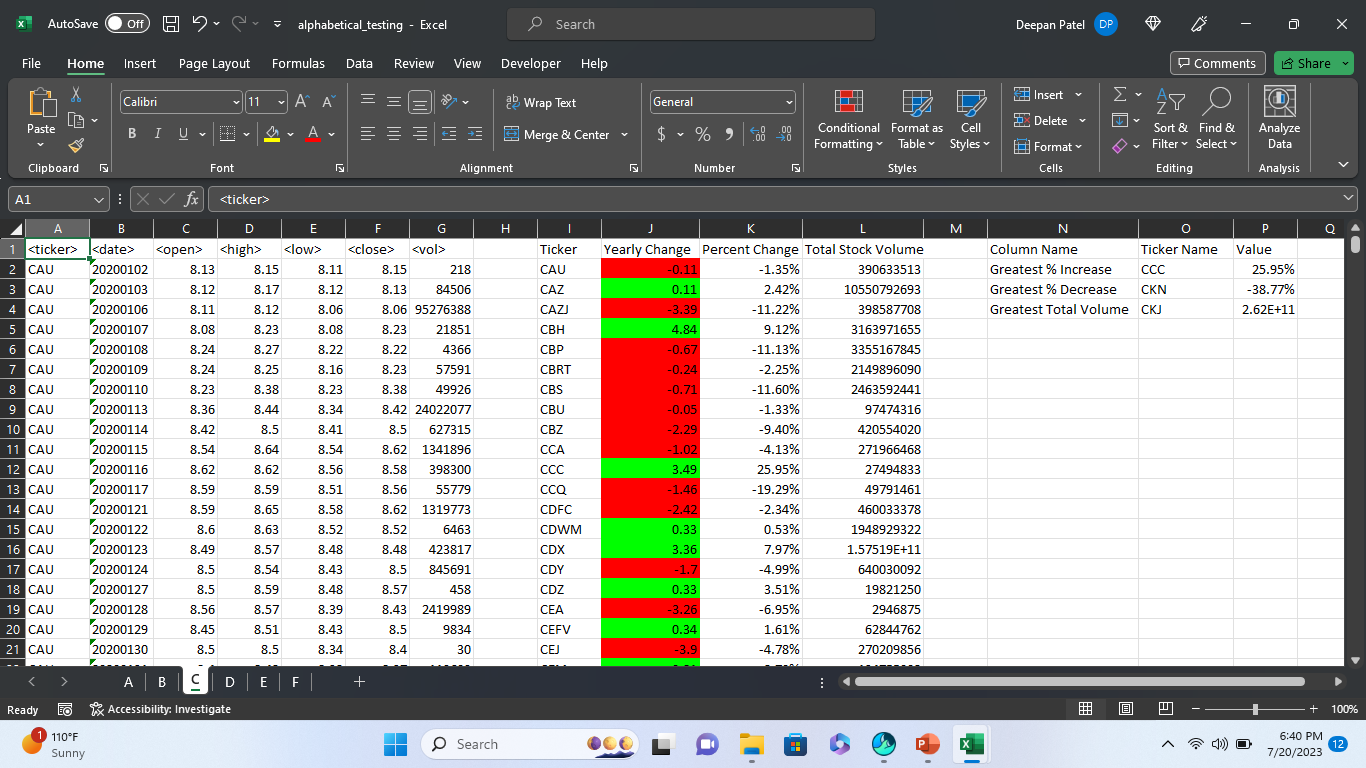 AutoSave Off alphabetical_testing - Excel Search Deepan Patel DP
File Home Insert Page Layout Formulas Data Review View Developer Help Comments Share
Paste Calibri 11 Wrap Text General Conditional Formatting Format as Table Cell Styles Insert Sort & Filter Find & Select Analyze Data
B I U A Merge & Center $ % Delete
Format
Clipboard Font Alignment Number Styles Cells Editing Analysis
A1 fx <ticker>
A B C D E F G H I J K L M N O P Q
1 <ticker> <date> <open> <high> <low> <close> <vol> Ticker Yearly Change Percent Change Total Stock Volume Column Name Ticker Name Value
2 CAU 20200102 8.13 8.15 8.11 8.15 218 CAU -0.11 -1.35% 390633513 Greatest % Increase CCC 25.95%
3 CAU 20200103 8.12 8.17 8.12 8.13 84506 CAZ 0.11 2.42% 10550792693 Greatest % Decrease CKN -38.77%
4 CAU 20200106 8.11 8.12 8.06 8.06 95276388 CAZJ -3.39 -11.22% 398587708 Greatest Total Volume CKJ 2.62E+11
5 CAU 20200107 8.08 8.23 8.08 8.23 21851 CBH 4.84 9.12% 3163971655
6 CAU 20200108 8.24 8.27 8.22 8.22 4366 CBP -0.67 -11.13% 3355167845
7 CAU 20200109 8.24 8.25 8.16 8.23 57591 CBRT -0.24 -2.25% 2149896090
8 CAU 20200110 8.23 8.38 8.23 8.38 49926 CBS -0.71 -11.60% 2463592441
9 CAU 20200113 8.36 8.44 8.34 8.42 24022077 CBU -0.05 -1.33% 97474316
10 CAU 20200114 8.42 8.5 8.41 8.5 627315 CBZ -2.29 -9.40% 420554020
11 CAU 20200115 8.54 8.64 8.54 8.62 1341896 CCA -1.02 -4.13% 271966468
12 CAU 20200116 8.62 8.62 8.56 8.58 398300 CCC 3.49 25.95% 27494833
13 CAU 20200117 8.59 8.59 8.51 8.56 55779 CCQ -1.46 -19.29% 49791461
14 CAU 20200121 8.59 8.65 8.58 8.62 1319773 CDFC -2.42 -2.34% 460033378
15 CAU 20200122 8.6 8.63 8.52 8.52 6463 CDWM 0.33 0.53% 1948929322
16 CAU 20200123 8.49 8.57 8.48 8.48 423817 CDX 3.36 7.97% 1.57519E+11
17 CAU 20200124 8.5 8.54 8.43 8.5 845691 CDY -1.7 -4.99% 640030092
18 CAU 20200127 8.5 8.59 8.48 8.57 458 CDZ 0.33 3.51% 19821250
19 CAU 20200128 8.56 8.57 8.39 8.43 2419989 CEA -3.26 -6.95% 2946875
20 CAU 20200129 8.45 8.51 8.43 8.5 9834 CEFV 0.34 1.61% 62844762
21 CAU 20200130 8.5 8.5 8.34 8.4 30 CEJ -3.9 -4.78% 270209856
A B C D E F
Ready Accessibility: Investigate 100%
1 110°F Search 6:40 PM
Sunny 7/20/2023 12